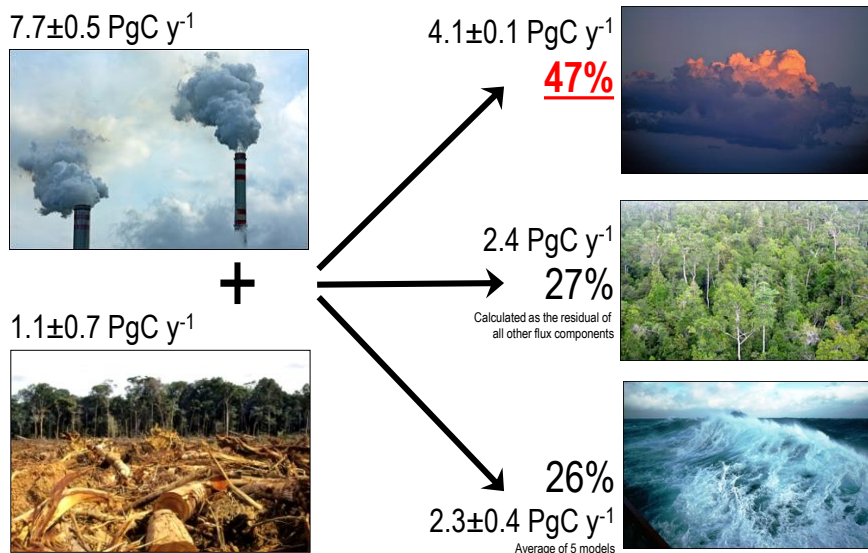 7.7±0.5 PgC y⁻¹
+
1.1±0.7 PgC y⁻¹
4.1±0.1 PgC y⁻¹
47%
2.4 PgC y⁻¹
27%
Calculated as the residual of
all other flux components
26%
2.3±0.4 PgC y⁻¹
Average of 5 models